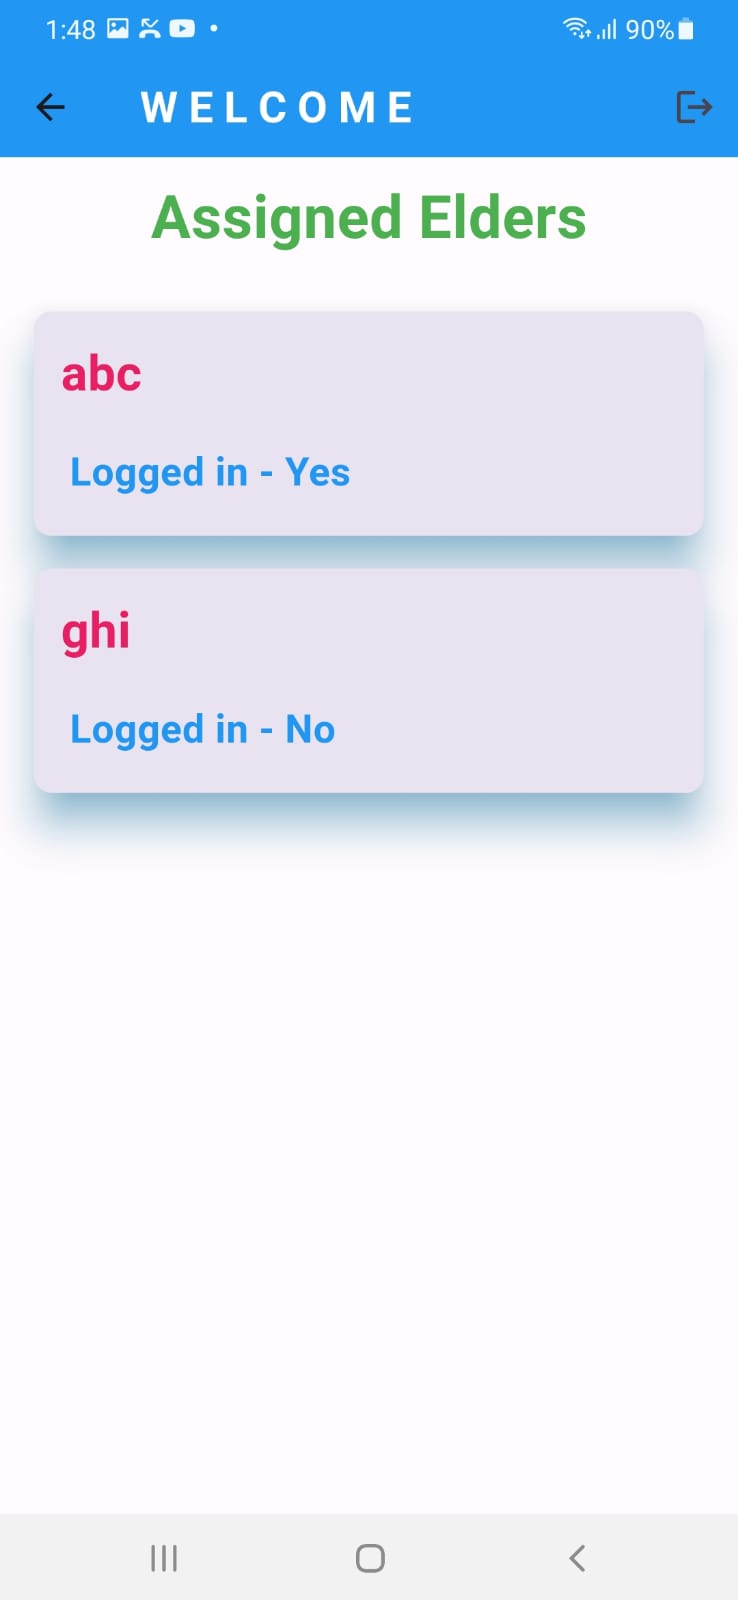 1:48 90%
WELCOME
Assigned Elders
abc
Logged in - Yes
ghi
Logged in - No